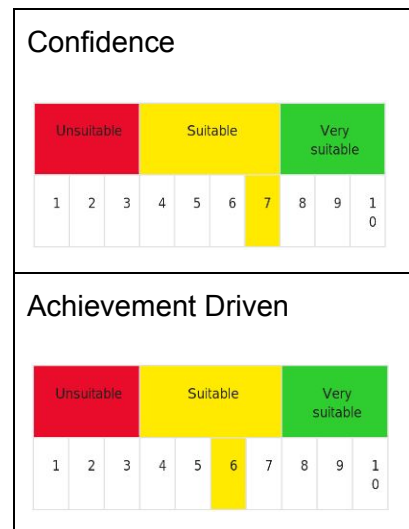 Confidence
Unsuitable Suitable Very
suitable
1 2 3 4 5 6 7 8 9 1
0
Achievement Driven
Unsuitable Suitable Very
suitable
1 2 3 4 5 6 7 8 9 1
0